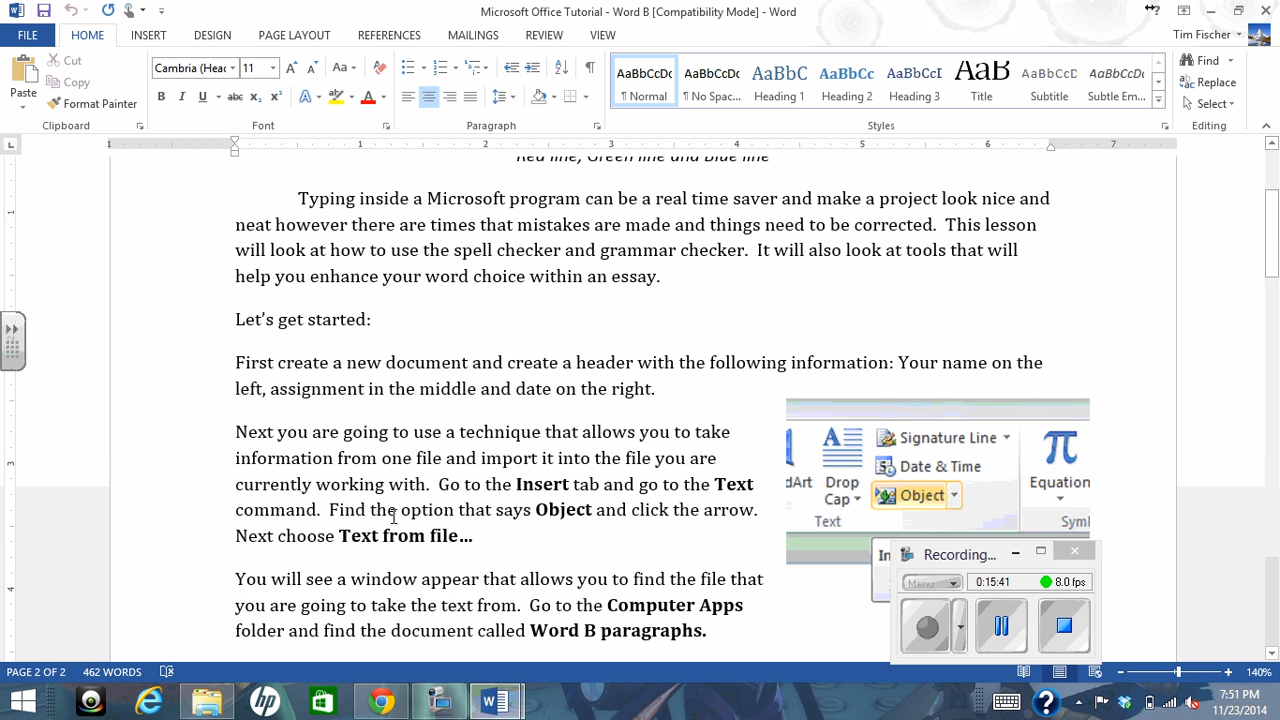 Microsoft Office Tutorial - Word B [Compatibility Mode] - Word
FILE HOME INSERT DESIGN PAGE LAYOUT REFERENCES MAILINGS REVIEW VIEW Tim Fischer
Cut
Copy
Format Painter
Paste
Cambria (Head 11
Aa
B I U abc x₂ x² A A
AaBbCcDc AaBbCcDc AaBbC AaBbCc AaBbCcI AaB AaBbCcD AaBbCcDc
¶ Normal ¶ No Spac... Heading 1 Heading 2 Heading 3 Title Subtitle Subtle Em...
Find
Replace
Select
Clipboard Font Paragraph Styles Editing
1 1 2 3 4 5 6 7
Red line, Green line and Blue line
Typing inside a Microsoft program can be a real time saver and make a project look nice and
neat however there are times that mistakes are made and things need to be corrected. This lesson
will look at how to use the spell checker and grammar checker. It will also look at tools that will
help you enhance your word choice within an essay.
Let's get started:
First create a new document and create a header with the following information: Your name on the
left, assignment in the middle and date on the right.
Next you are going to use a technique that allows you to take
information from one file and import it into the file you are
currently working with. Go to the Insert tab and go to the Text
command. Find the option that says Object and click the arrow.
Next choose Text from file...
You will see a window appear that allows you to find the file that
you are going to take the text from. Go to the Computer Apps
folder and find the document called Word B paragraphs.
Signature Line
Date & Time
Object
Drop
Cap
Equation
Text
Recording...
Menu 0:15:41 8.0 fps
PAGE 2 OF 2 462 WORDS 140%
7:51 PM
11/23/2014